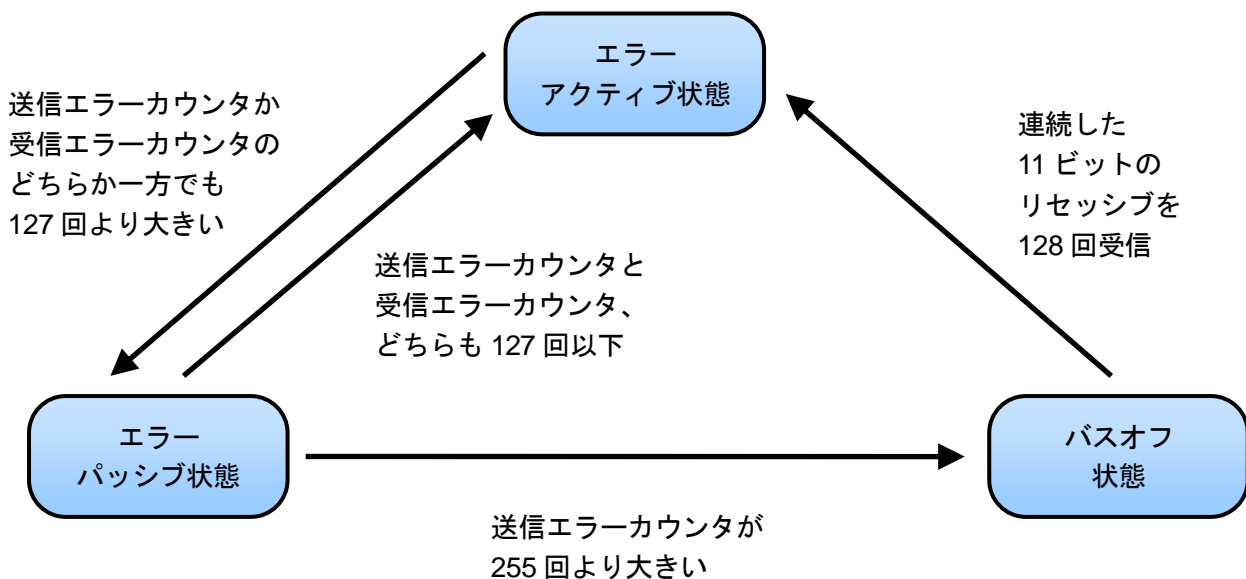 エラー
アクティブ状態
送信エラーカウンタか
受信エラーカウンタの
どちらか一方でも
127 回より大きい
連続した
11 ビットの
リセッシブを
128 回受信
送信エラーカウンタと
受信エラーカウンタ、
どちらも 127 回以下
エラー
パッシブ状態
バスオフ
状態
送信エラーカウンタが
255 回より大きい